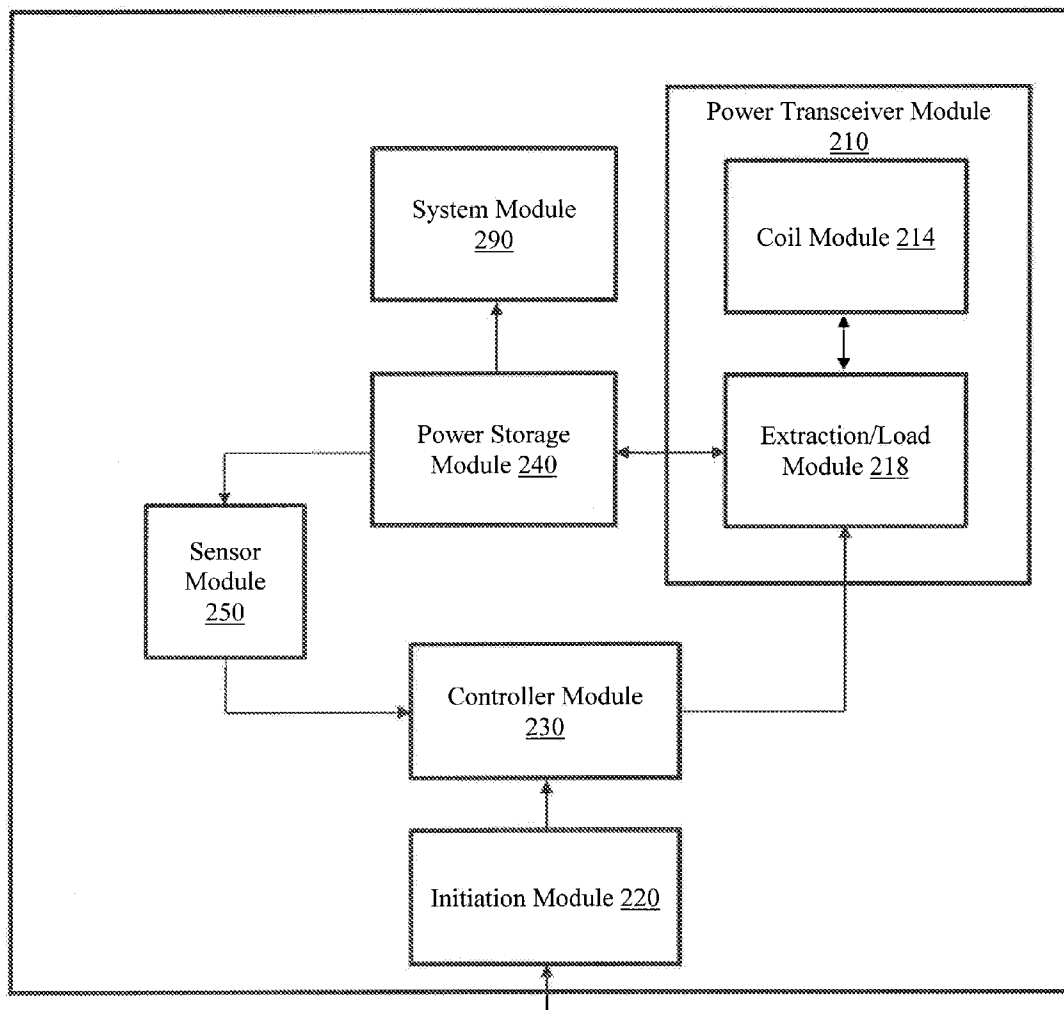 Power Transceiver Module
210
System Module
290
Coil Module 214
Power Storage
Module 240
Extraction/Load
Module 218
Sensor
Module
250
Controller Module
230
Initiation Module 220